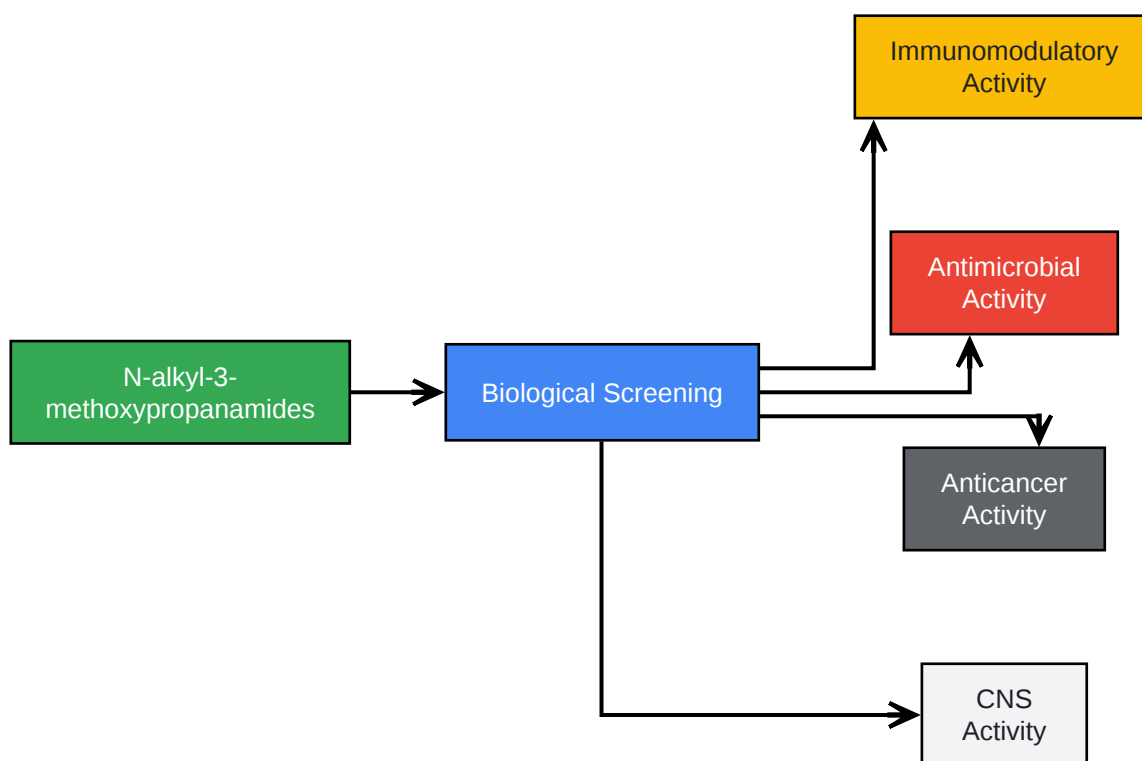 Immunomodulatory
Activity
Antimicrobial
Activity
N-alkyl-3-
methoxypropanamides
Biological Screening
Anticancer
Activity
CNS
Activity